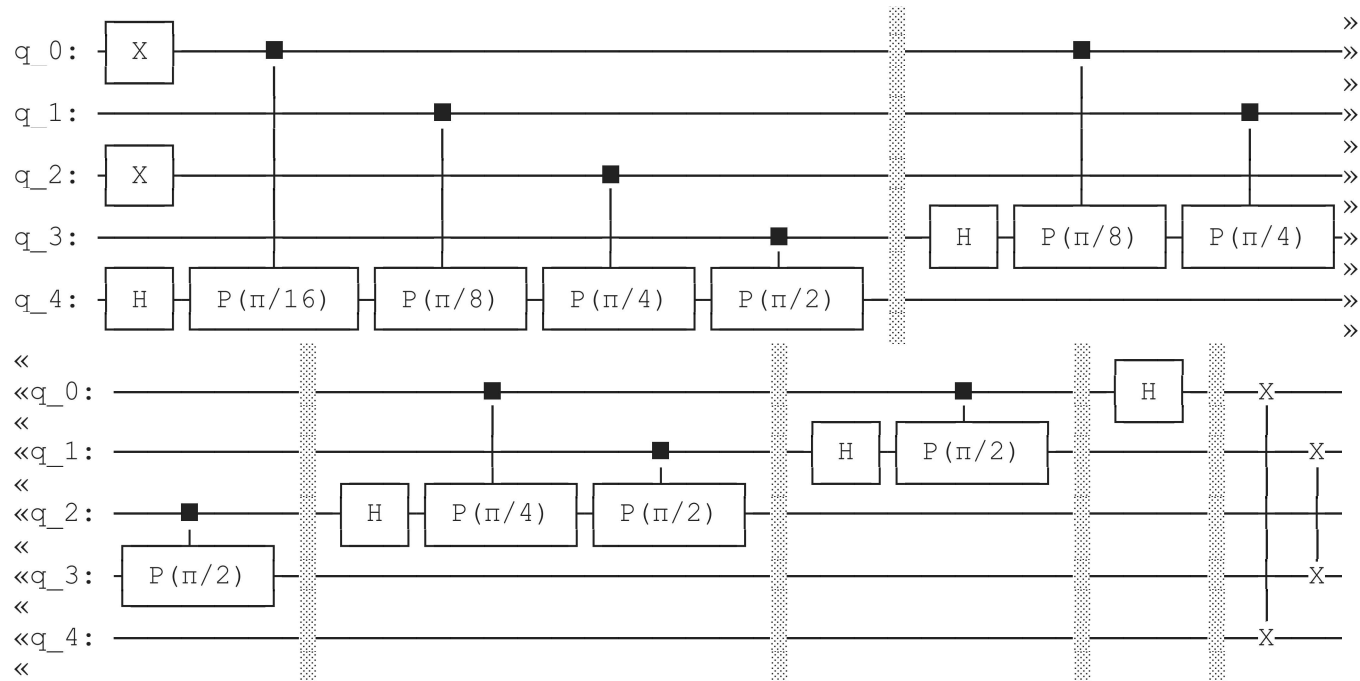 »
q_0: X »
»
q_1: »
»
q_2: X »
»
q_3: H P(π/8) P(π/4) »
»
q_4: H P(π/16) P(π/8) P(π/4) P(π/2) »
»
«
«q_0: H X
«
«q_1: H P(π/2) X
«
«q_2: H P(π/4) P(π/2)
«
«q_3: P(π/2) X
«
«q_4: X
«